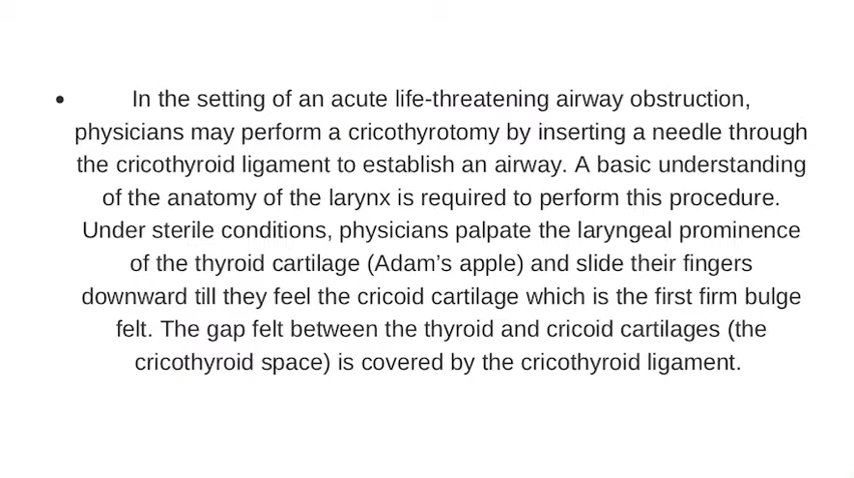 • In the setting of an acute life-threatening airway obstruction,
physicians may perform a cricothyrotomy by inserting a needle through
the cricothyroid ligament to establish an airway. A basic understanding
of the anatomy of the larynx is required to perform this procedure.
Under sterile conditions, physicians palpate the laryngeal prominence
of the thyroid cartilage (Adam’s apple) and slide their fingers
downward till they feel the cricoid cartilage which is the first firm bulge
felt. The gap felt between the thyroid and cricoid cartilages (the
cricothyroid space) is covered by the cricothyroid ligament.